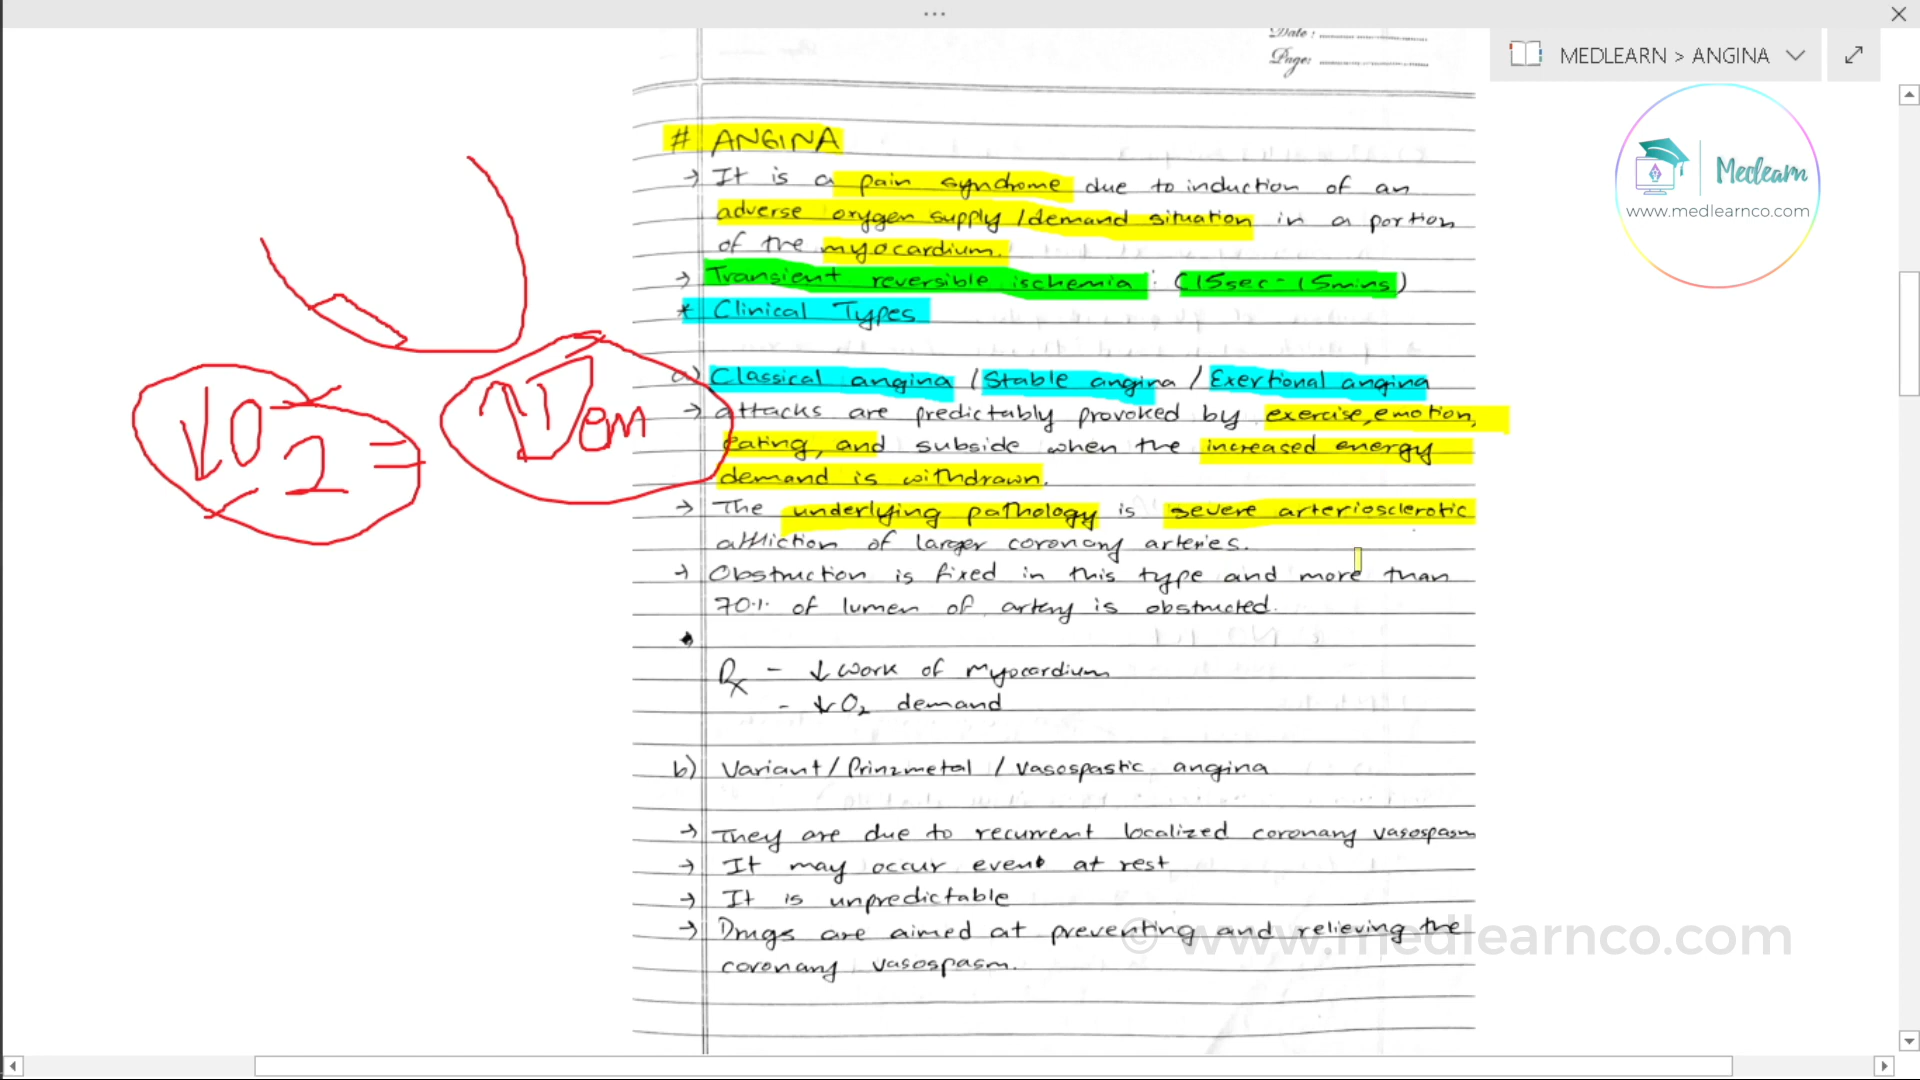 Date :
Page:
MEDLEARN > ANGINA
Medlearn
www.medlearnco.com
# ANGINA
→ It is a pain syndrome due to induction of an
adverse oxygen supply / demand situation in a portion
of the myocardium.
→ Transient reversible ischemia : (15sec - 15mins)
* Clinical Types
a) Classical angina / Stable angina / Exertional angina
→ attacks are predictably provoked by exercise, emotion,
eating, and subside when the increased energy
demand is withdrawn.
→ The underlying pathology is severe arteriosclerotic
affliction of larger coronary arteries.
→ Obstruction is fixed in this type and more than
70% of lumen of artery is obstructed.
Rx - ↓ work of myocardium
- ↓ O₂ demand
b) Variant / Prinzmetal / Vasospastic angina
→ They are due to recurrent localized coronary vasospasm
→ It may occur even at rest
→ It is unpredictable
→ Drugs are aimed at preventing and relieving the
coronary vasospasm.
© www.medlearnco.com
↓O2 =